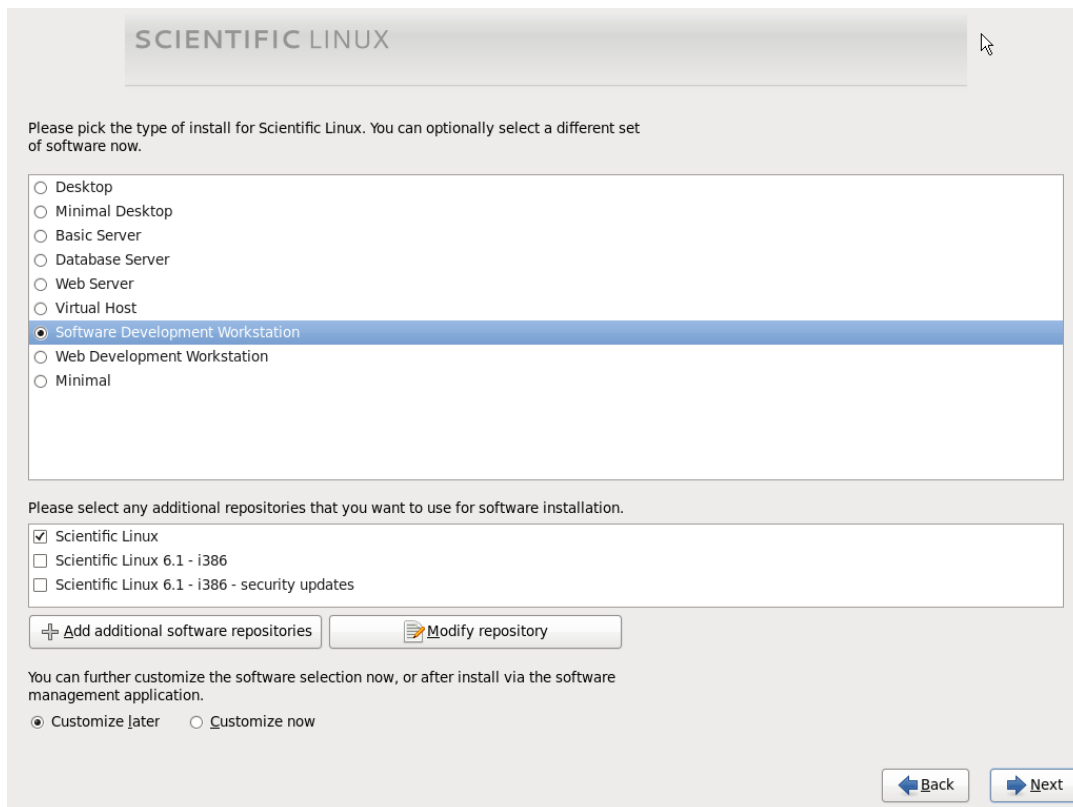 SCIENTIFIC LINUX
Please pick the type of install for Scientific Linux. You can optionally select a different set
of software now.
Desktop
Minimal Desktop
Basic Server
Database Server
Web Server
Virtual Host
Software Development Workstation
Web Development Workstation
Minimal
Please select any additional repositories that you want to use for software installation.
Scientific Linux
Scientific Linux 6.1 - i386
Scientific Linux 6.1 - i386 - security updates
Add additional software repositories Modify repository
You can further customize the software selection now, or after install via the software
management application.
Customize later Customize now
Back Next